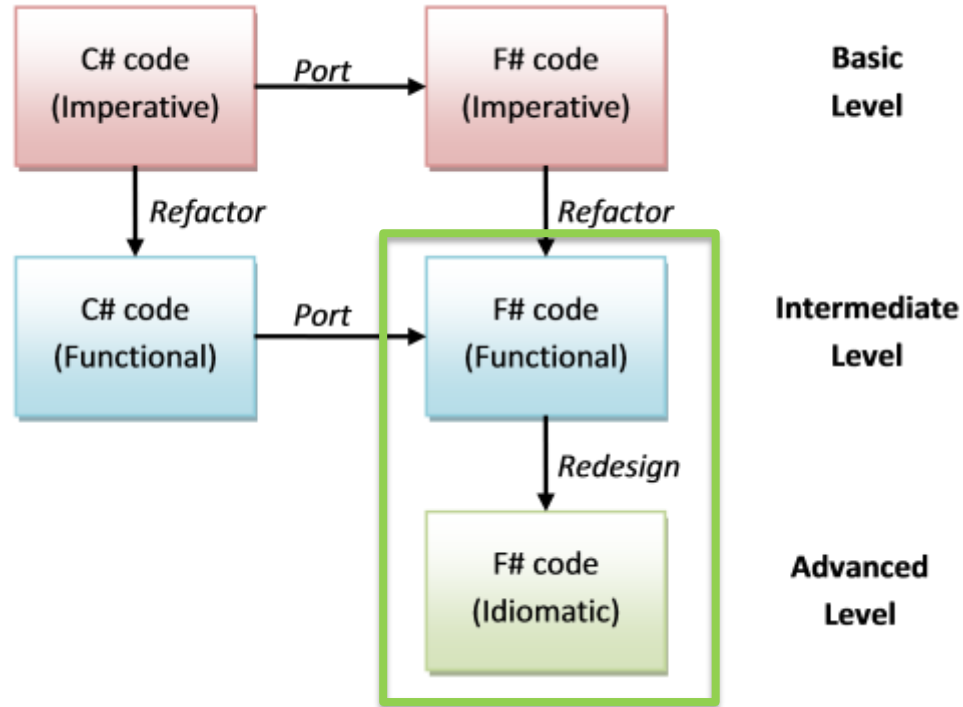 C# code
(Imperative)
Port
F# code
(Imperative)
Basic
Level
Refactor
Refactor
C# code
(Functional)
Port
F# code
(Functional)
Intermediate
Level
Redesign
F# code
(Idiomatic)
Advanced
Level